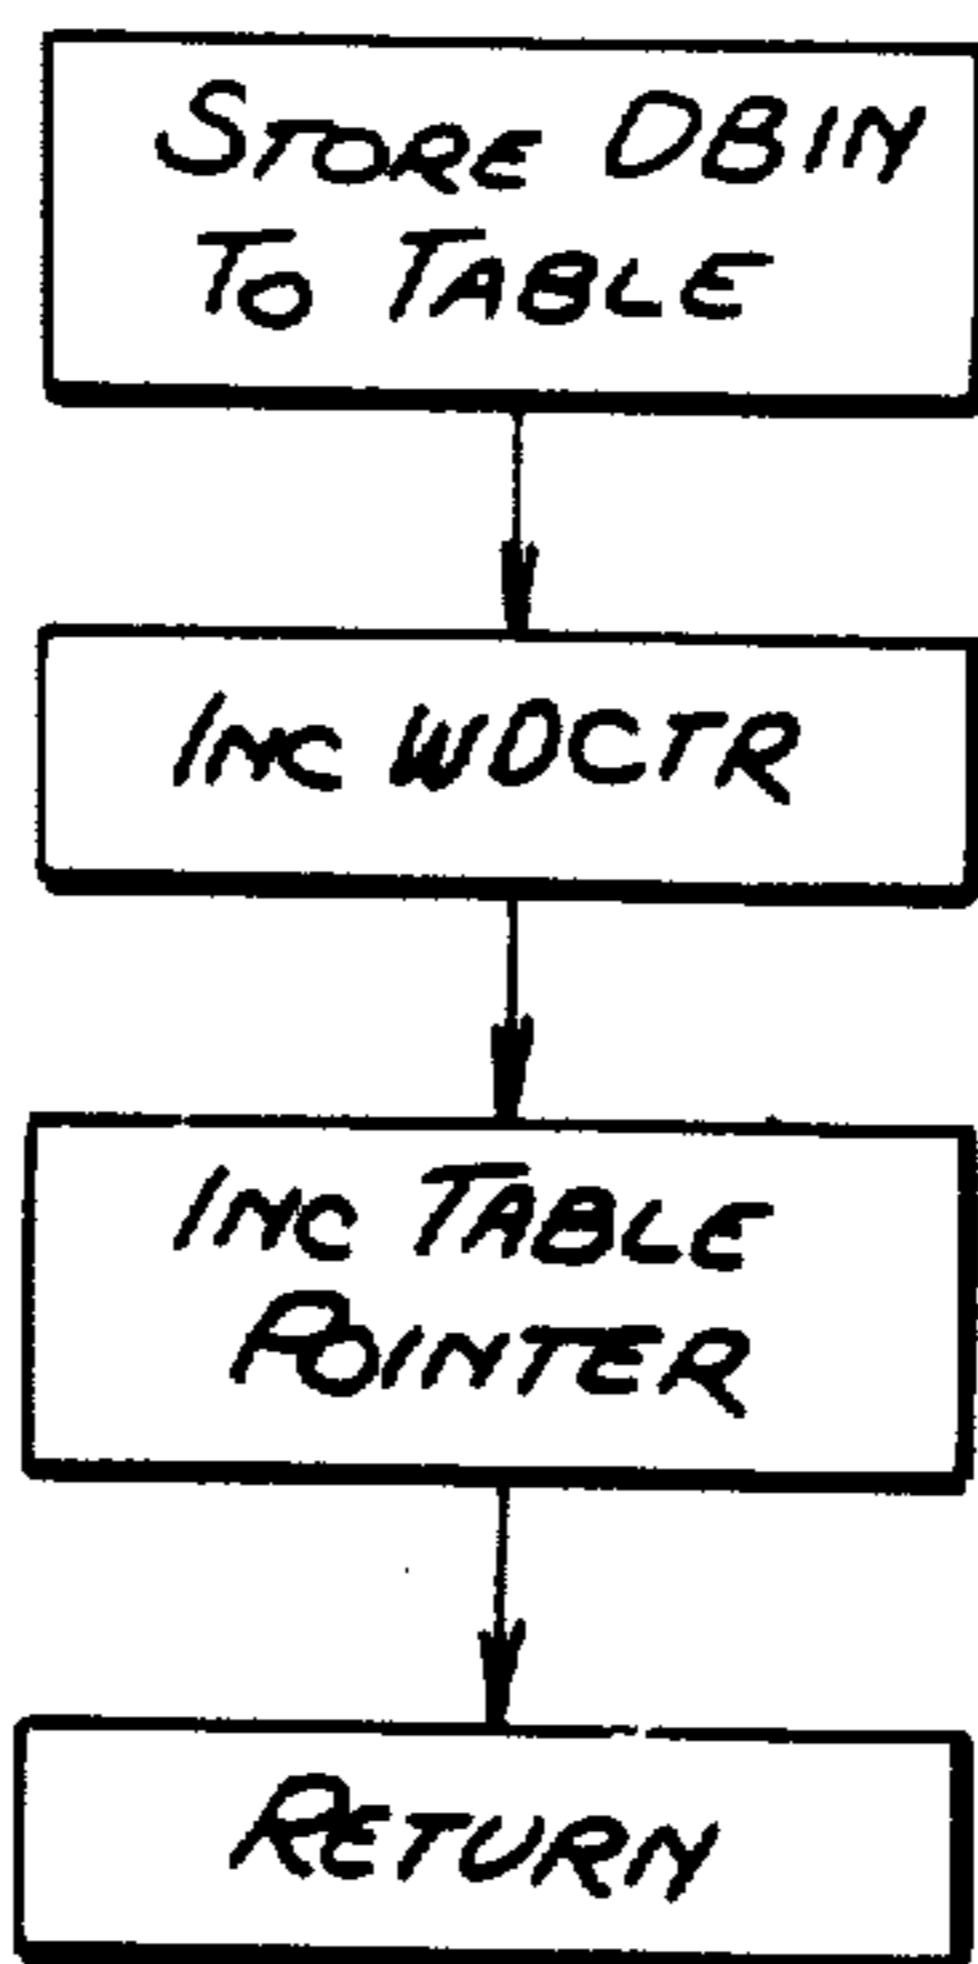 STORE DBIN
TO TABLE
INC WDCTR
INC TABLE
POINTER
RETURN